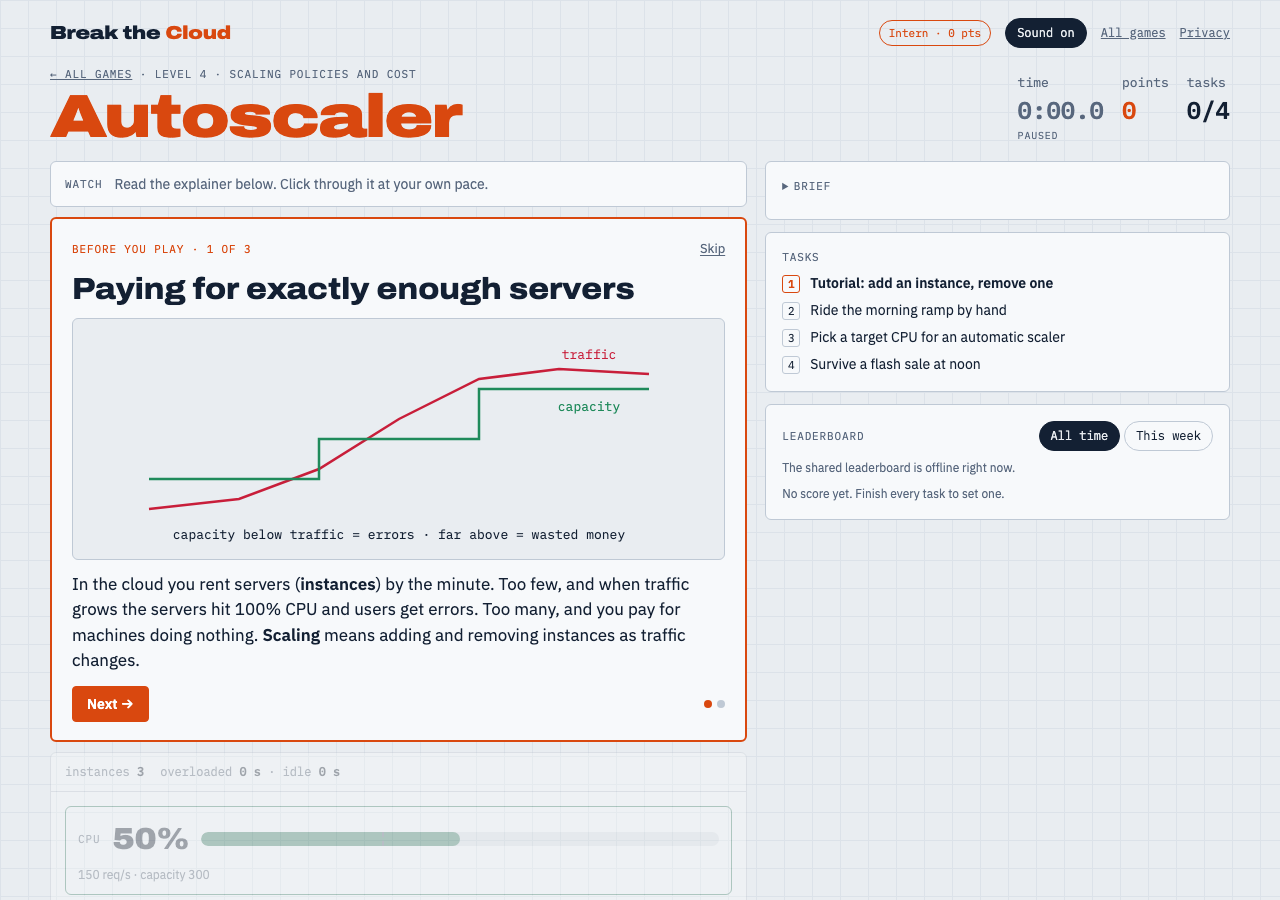 Break the Cloud
Intern · 0 pts
Sound on
All games
Privacy
← ALL GAMES · LEVEL 4 · SCALING POLICIES AND COST
Autoscaler
time
0:00.0
PAUSED
points
0
tasks
0/4
WATCH Read the explainer below. Click through it at your own pace.
BEFORE YOU PLAY · 1 OF 3
Skip
Paying for exactly enough servers
traffic
capacity
capacity below traffic = errors · far above = wasted money
In the cloud you rent servers (instances) by the minute. Too few, and when traffic
grows the servers hit 100% CPU and users get errors. Too many, and you pay for
machines doing nothing. Scaling means adding and removing instances as traffic
changes.
Next →
instances 3 overloaded 0 s · idle 0 s
CPU 50%
150 req/s · capacity 300
▶ BRIEF
TASKS
1 Tutorial: add an instance, remove one
2 Ride the morning ramp by hand
3 Pick a target CPU for an automatic scaler
4 Survive a flash sale at noon
LEADERBOARD
All time
This week
The shared leaderboard is offline right now.
No score yet. Finish every task to set one.